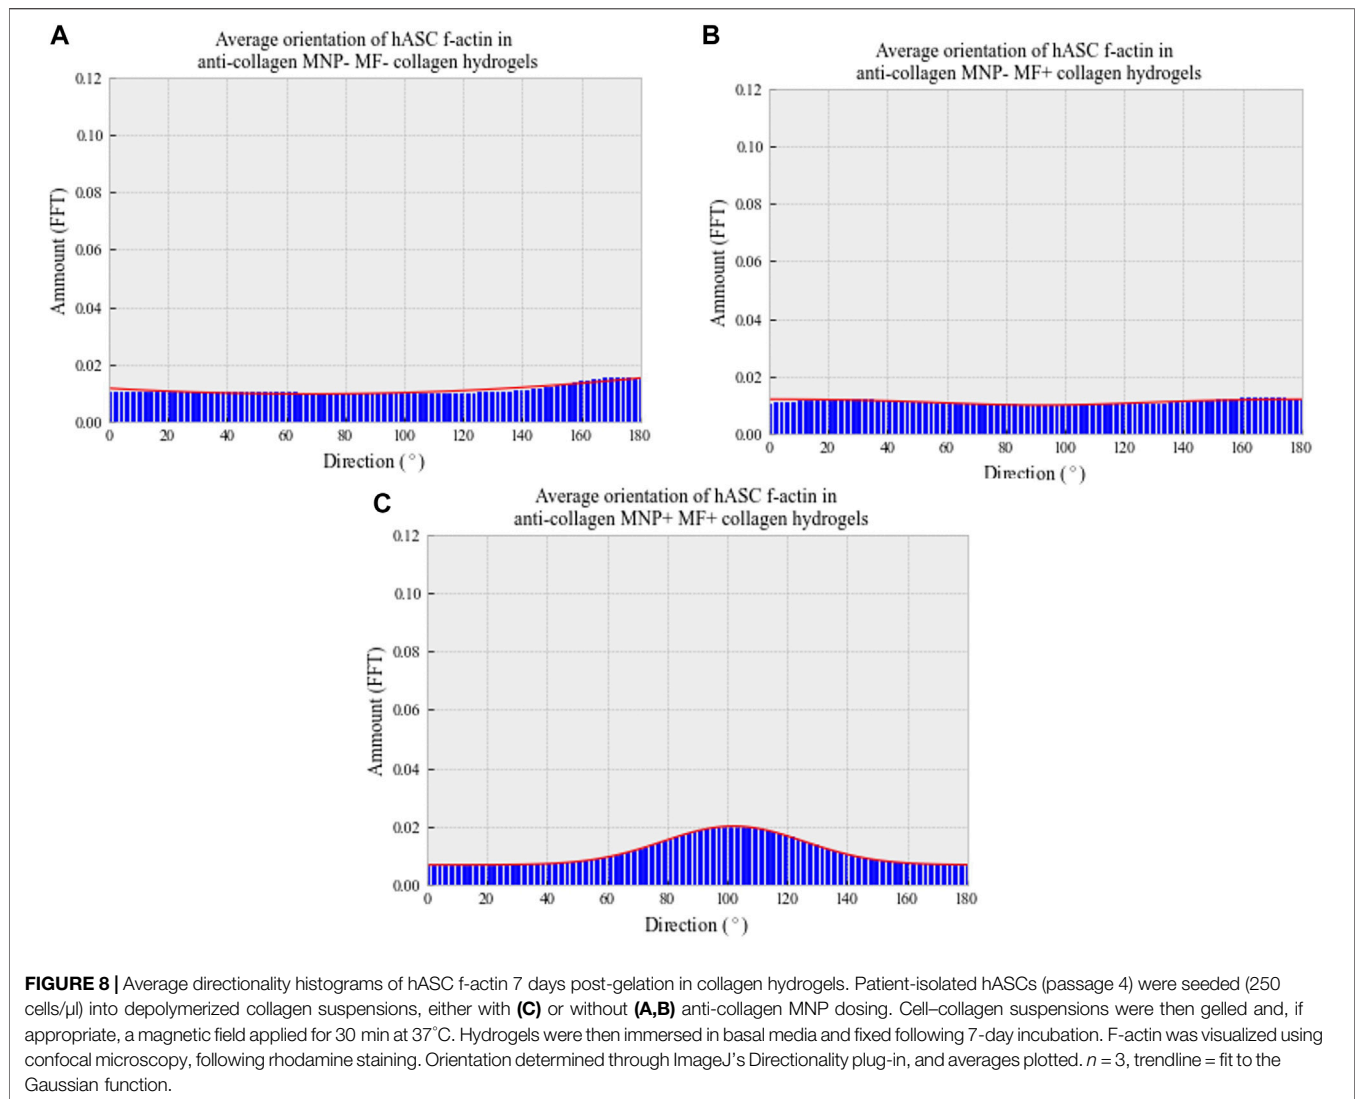 A
Average orientation of hASC f-actin in
anti-collagen MNP- MF- collagen hydrogels
0.12
0.10
0.08
0.06
0.04
0.02
0.00
Ammount (FFT)
0 20 40 60 80 100 120 140 160 180
Direction (°)
B
Average orientation of hASC f-actin in
anti-collagen MNP- MF+ collagen hydrogels
0.12
0.10
0.08
0.06
0.04
0.02
0.00
Ammount (FFT)
0 20 40 60 80 100 120 140 160 180
Direction (°)
C
Average orientation of hASC f-actin in
anti-collagen MNP+ MF+ collagen hydrogels
0.12
0.10
0.08
0.06
0.04
0.02
0.00
Ammount (FFT)
0 20 40 60 80 100 120 140 160 180
Direction (°)
FIGURE 8 | Average directionality histograms of hASC f-actin 7 days post-gelation in collagen hydrogels. Patient-isolated hASCs (passage 4) were seeded (250
cells/µl) into depolymerized collagen suspensions, either with (C) or without (A,B) anti-collagen MNP dosing. Cell–collagen suspensions were then gelled and, if
appropriate, a magnetic field applied for 30 min at 37°C. Hydrogels were then immersed in basal media and fixed following 7-day incubation. F-actin was visualized using
confocal microscopy, following rhodamine staining. Orientation determined through ImageJ's Directionality plug-in, and averages plotted. n = 3, trendline = fit to the
Gaussian function.